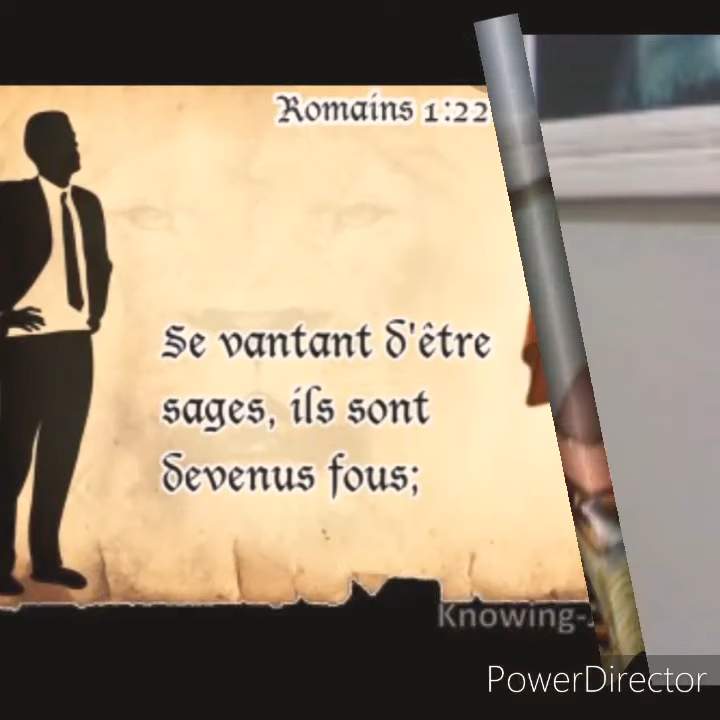 Romains 1:22
Se vantant d'être
sages, ils sont
devenus fous;
Knowing-
PowerDirector